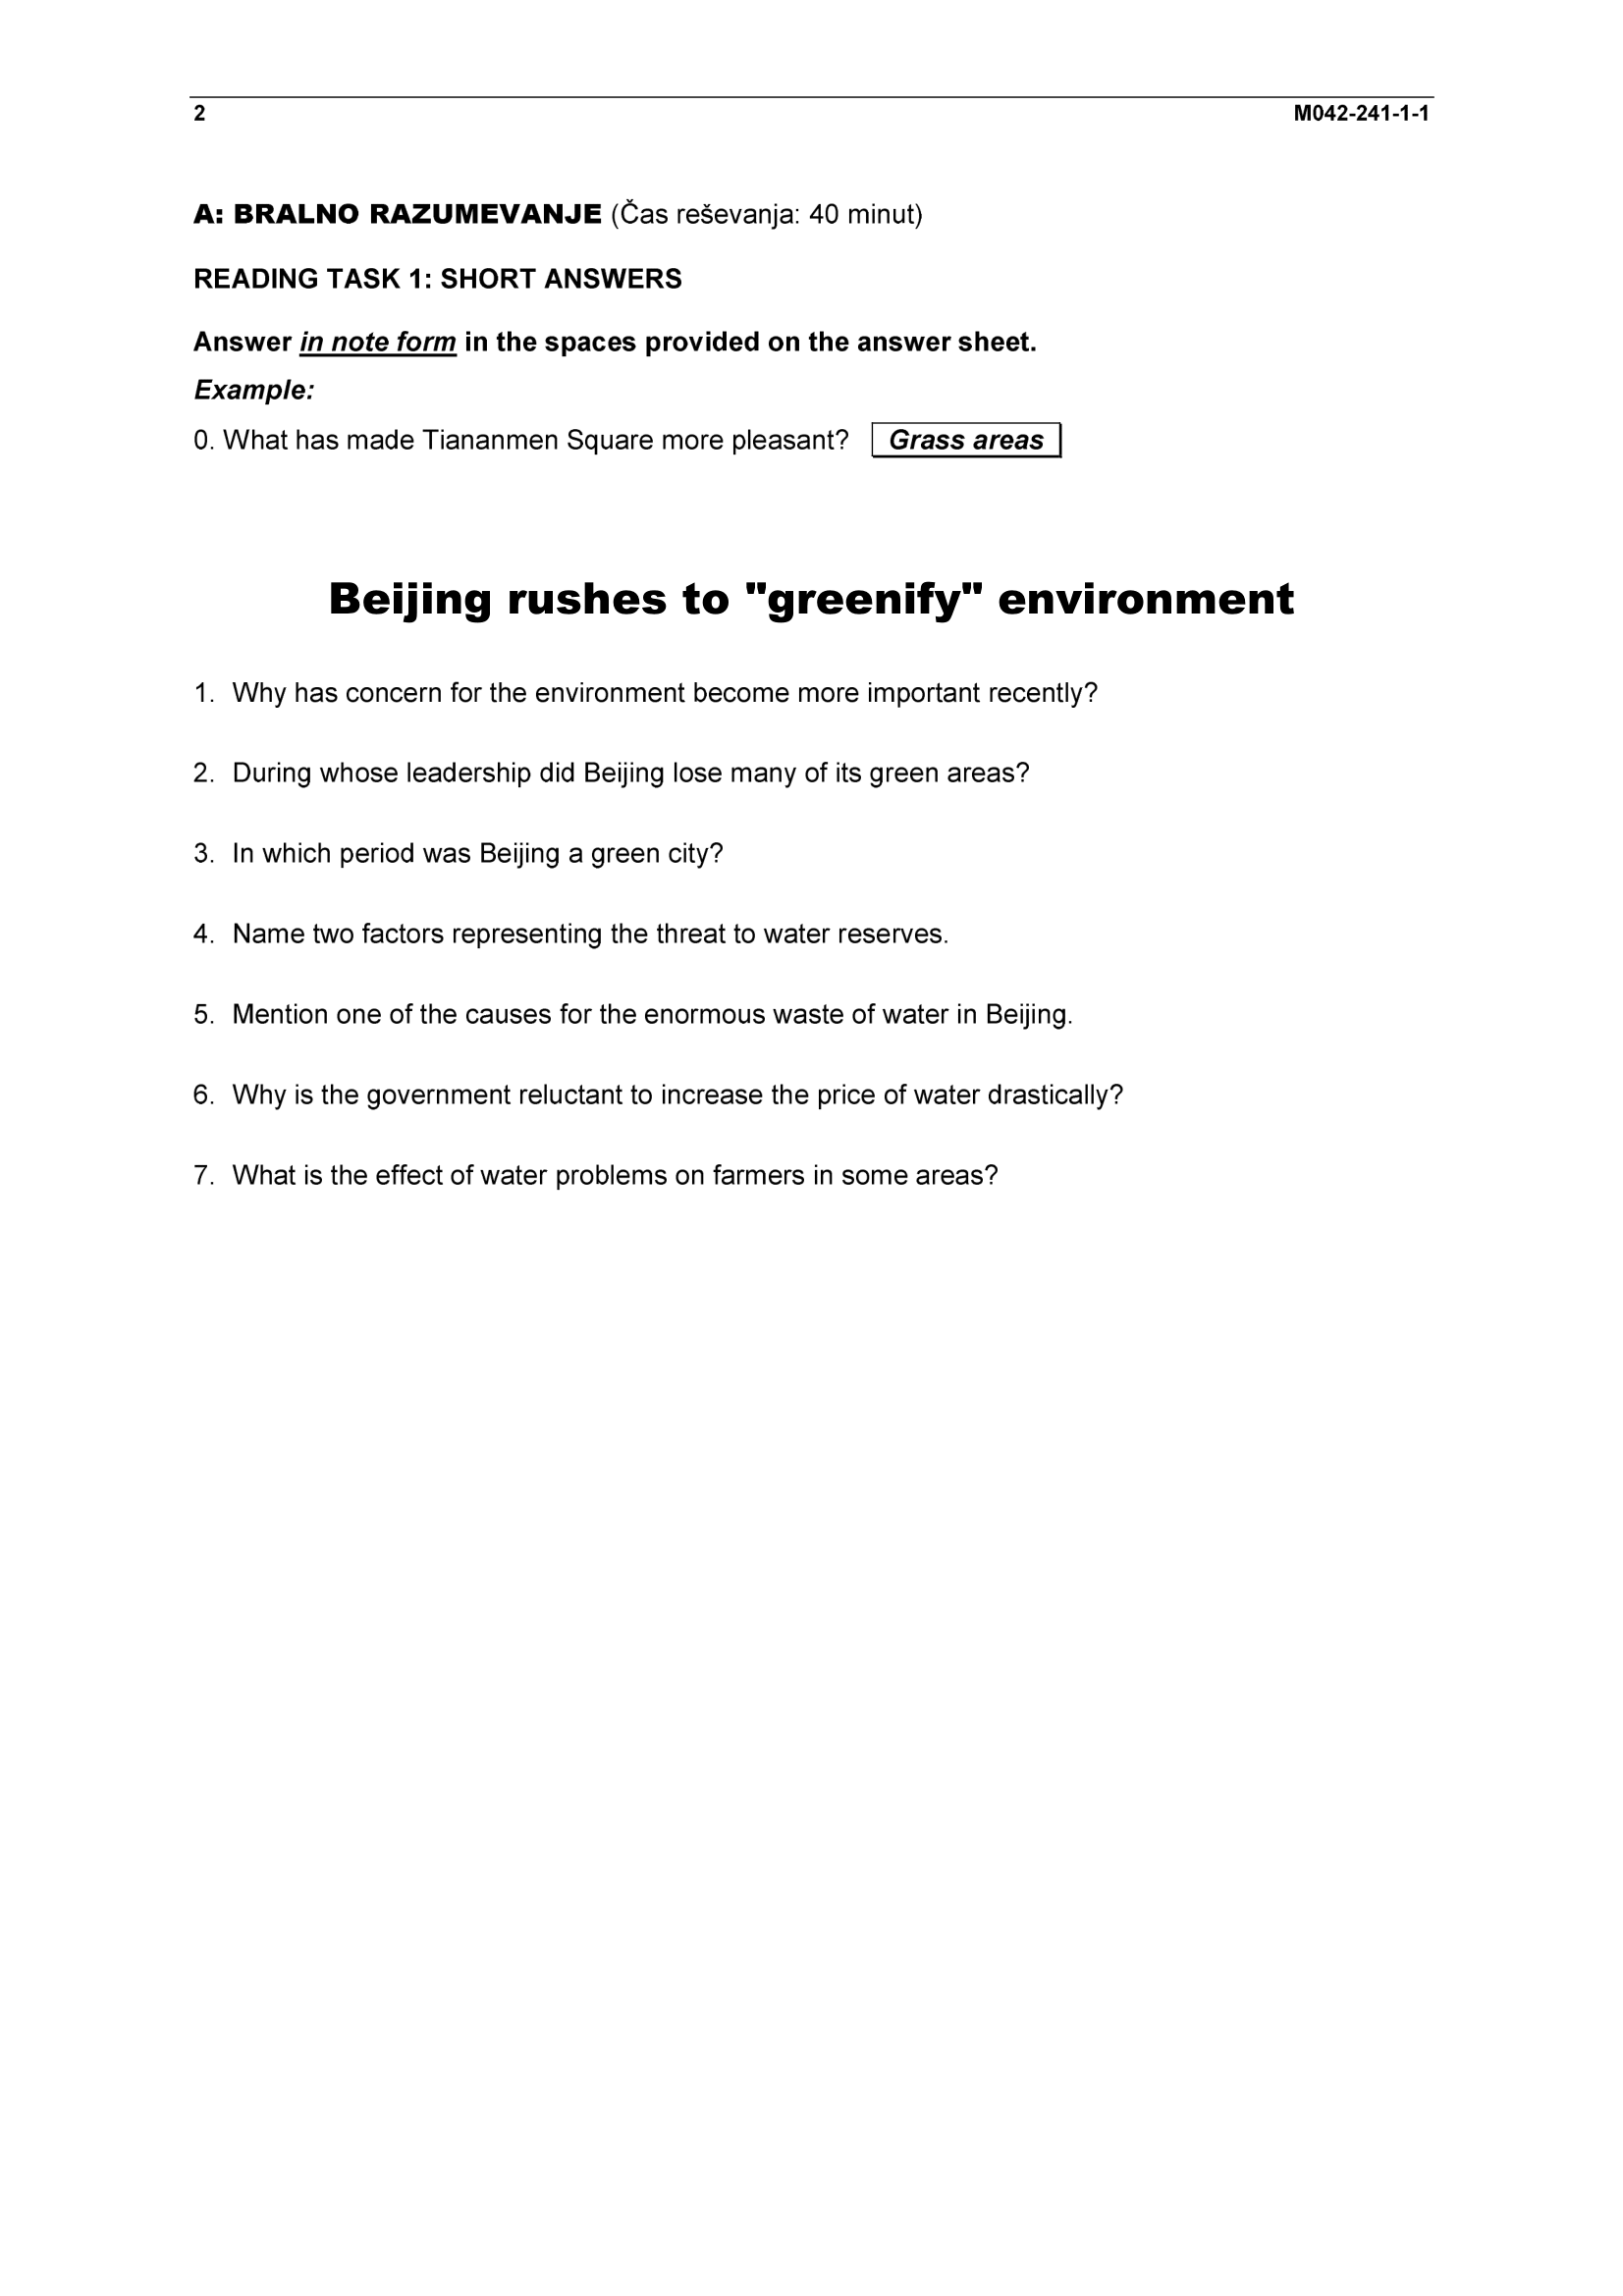 2 M042-241-1-1
A: BRALNO RAZUMEVANJE (Čas reševanja: 40 minut)
READING TASK 1: SHORT ANSWERS
Answer in note form in the spaces provided on the answer sheet.
Example:
0. What has made Tiananmen Square more pleasant? Grass areas
Beijing rushes to "greenify" environment
1. Why has concern for the environment become more important recently?
2. During whose leadership did Beijing lose many of its green areas?
3. In which period was Beijing a green city?
4. Name two factors representing the threat to water reserves.
5. Mention one of the causes for the enormous waste of water in Beijing.
6. Why is the government reluctant to increase the price of water drastically?
7. What is the effect of water problems on farmers in some areas?